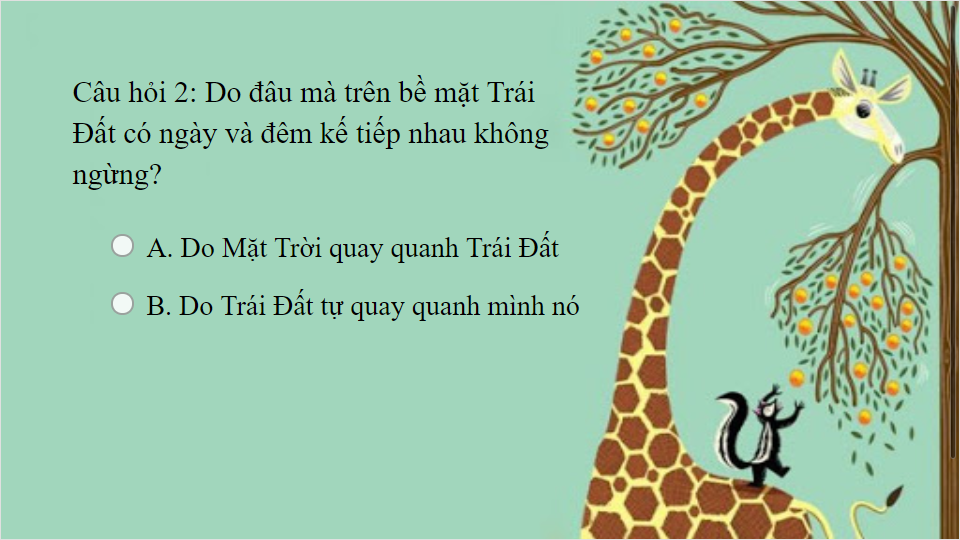 Câu hỏi 2: Do đâu mà trên bề mặt Trái
Đất có ngày và đêm kế tiếp nhau không
ngừng?
A. Do Mặt Trời quay quanh Trái Đất
B. Do Trái Đất tự quay quanh mình nó